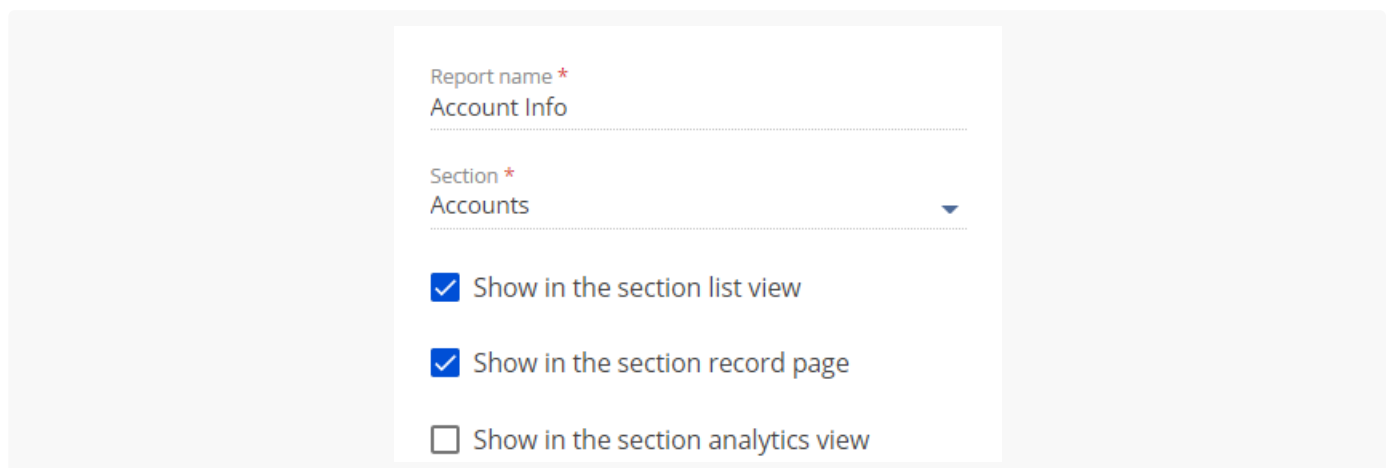 Report name *
Account Info
Section *
Accounts
Show in the section list view
Show in the section record page
Show in the section analytics view